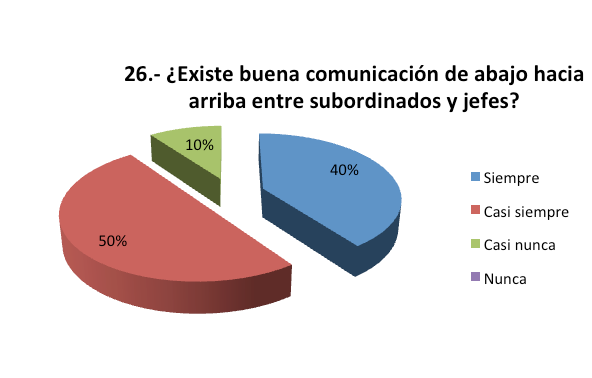 26.- ¿Existe buena comunicación de abajo hacia
arriba entre subordinados y jefes?
10%
40%
50%
Siempre
Casi siempre
Casi nunca
Nunca